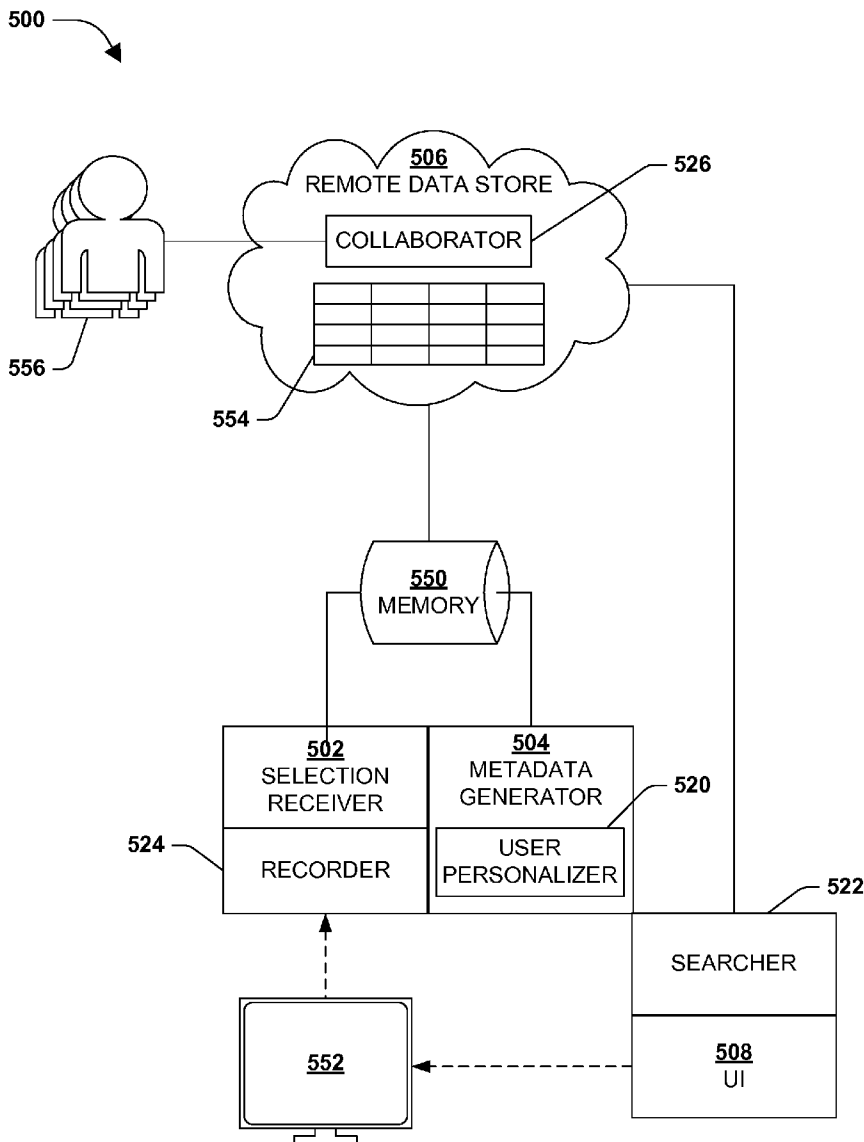 500
506
REMOTE DATA STORE
526
COLLABORATOR
556
554
550
MEMORY
502
SELECTION
RECEIVER
504
METADATA
GENERATOR
520
524
RECORDER
USER
PERSONALIZER
522
SEARCHER
552
508
UI